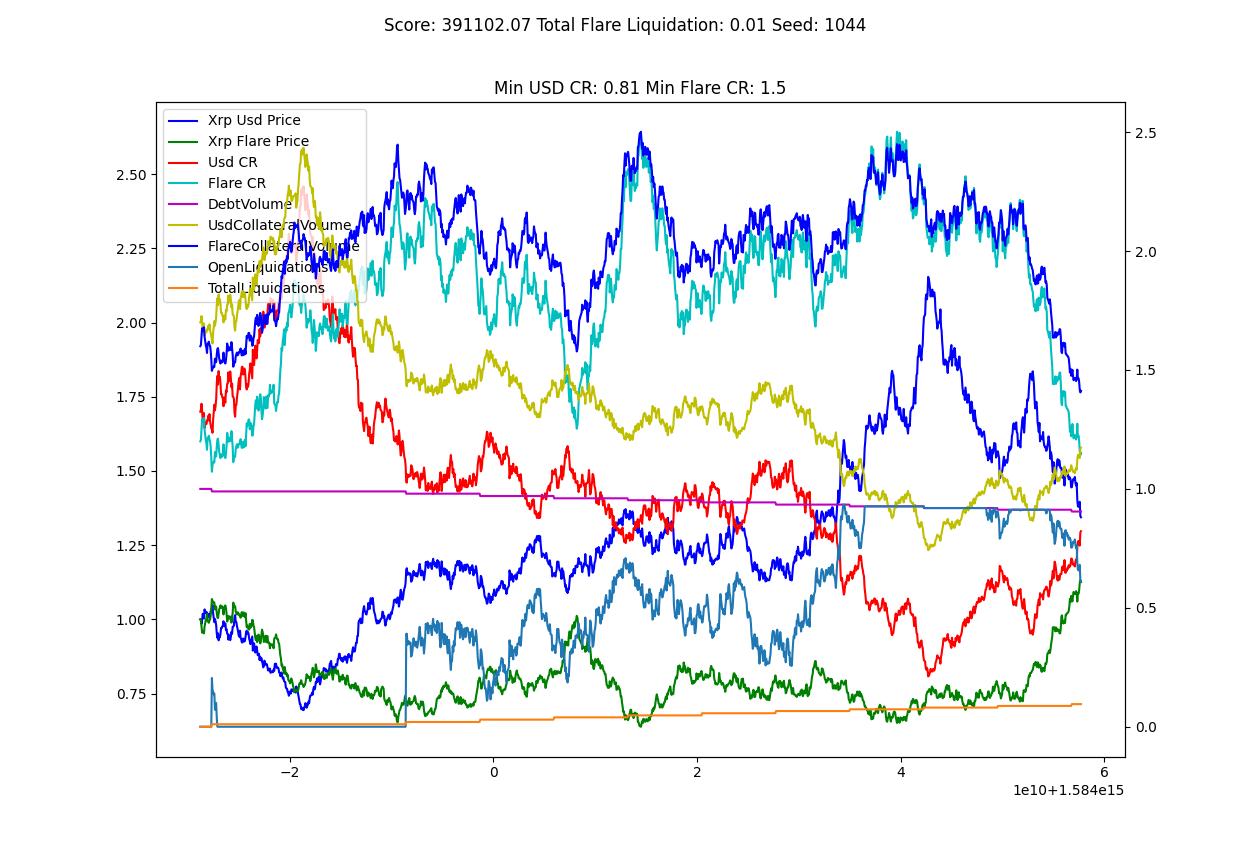 Score: 391102.07 Total Flare Liquidation: 0.01 Seed: 1044
Min USD CR: 0.81 Min Flare CR: 1.5
Xrp Usd Price
Xrp Flare Price
Usd CR
Flare CR
DebtVolume
UsdCollateralVolume
FlareCollateralVolume
OpenLiquidations
TotalLiquidations
2.50
2.25
2.00
1.75
1.50
1.25
1.00
0.75
2.5
2.0
1.5
1.0
0.5
0.0
−2 0 2 4 6
1e10+1.584e15